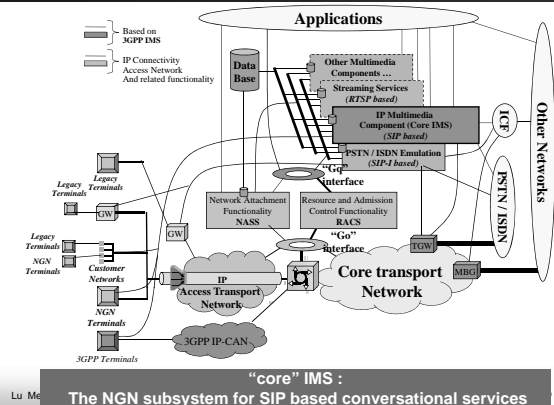 Applications
Based on
3GPP IMS
IP Connectivity
Access Network
And related functionality
Data
Base
Other Multimedia
Components …
Streaming Services
(RTSP based)
IP Multimedia
Component (Core IMS)
(SIP based)
PSTN / ISDN Emulation
(SIP-I based)
ICF
Other Networks
PSTN / ISDN
"Gq"
interface
Legacy
Terminals
Legacy
Terminals
GW
Network Attachment
Functionality
NASS
Resource and Admission
Control Functionality
RACS
GW
"Go"
interface
TGW
Legacy
Terminals
NGN
Terminals
Customer
Networks
IP
Access Transport
Network
Core transport
Network
MBG
NGN
Terminals
3GPP IP-CAN
3GPP Terminals
"core" IMS :
Lu Me
The NGN subsystem for SIP based conversational services